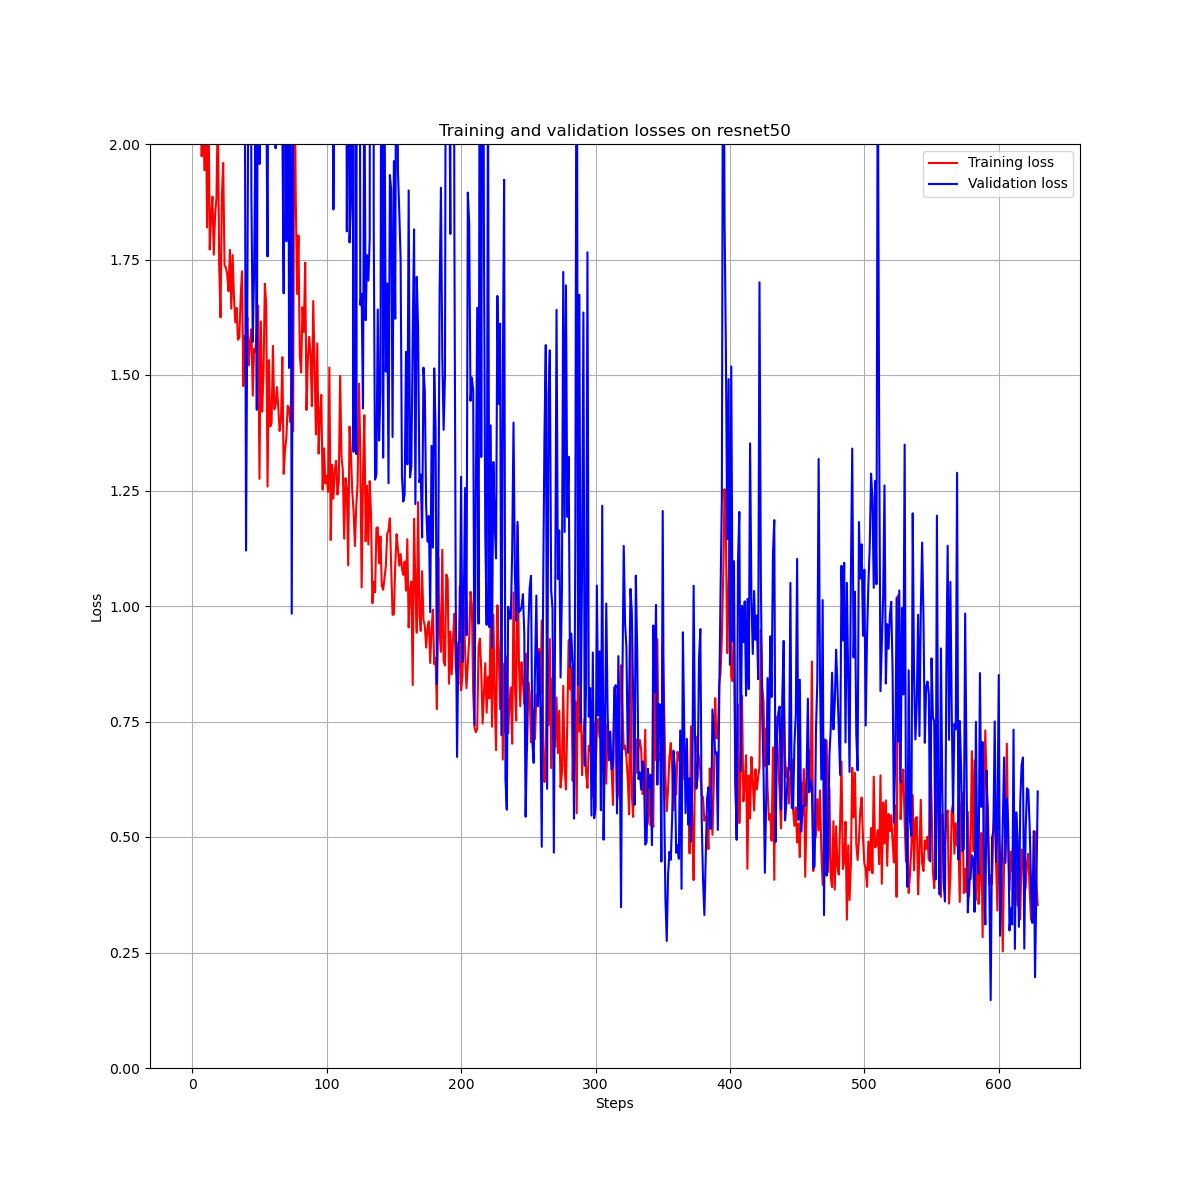 Training and validation losses on resnet50
Training loss
Validation loss
2.00
1.75
1.50
1.25
1.00
0.75
0.50
0.25
0.00
Loss
0 100 200 300 400 500 600
Steps